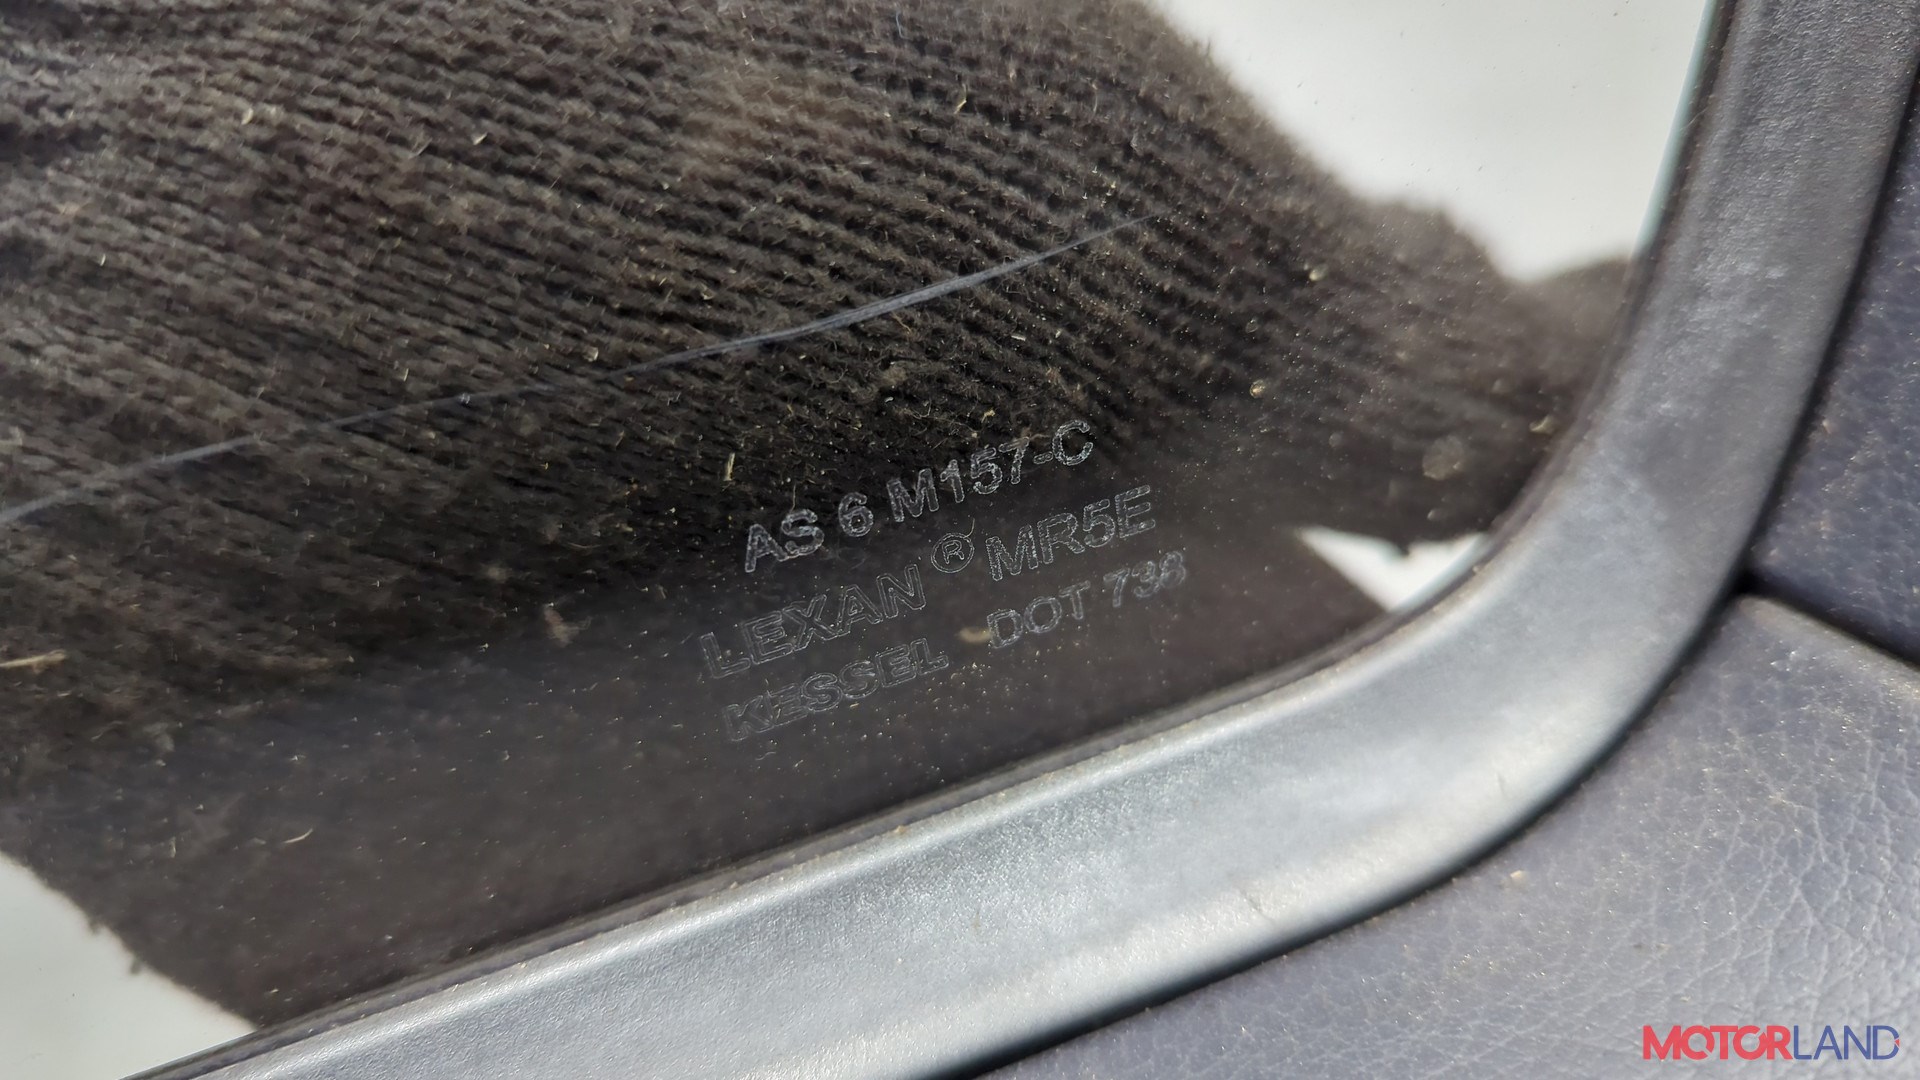 AS 6 M157-C
LEXAN® MR5E
KESSEL DOT 738
MOTORLAND